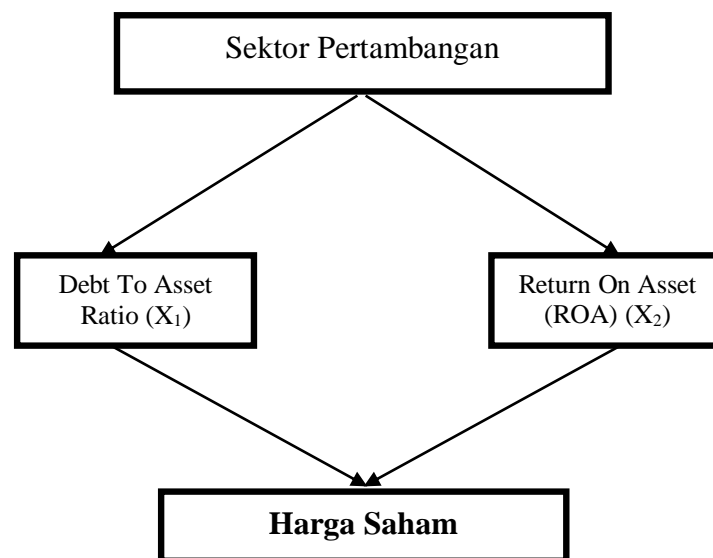 Sektor Pertambangan
Debt To Asset
Ratio (X₁)
Return On Asset
(ROA) (X₂)
Harga Saham